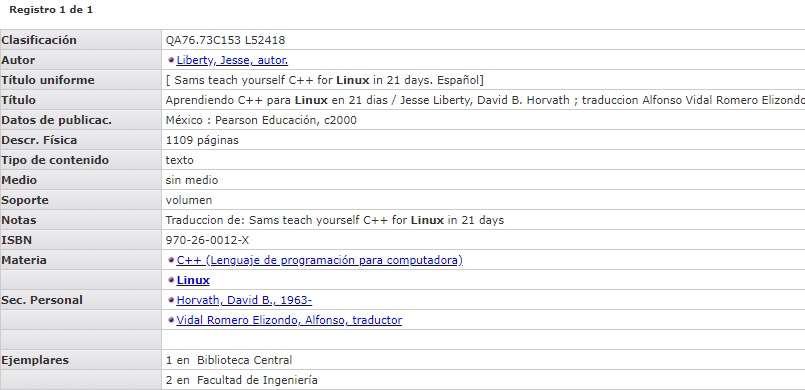 Registro 1 de 1
Clasificación QA76.73C153 L52418
Autor Liberty, Jesse, autor.
Título uniforme [ Sams teach yourself C++ for Linux in 21 days. Español]
Título Aprendiendo C++ para Linux en 21 dias / Jesse Liberty, David B. Horvath ; traduccion Alfonso Vidal Romero Elizondo
Datos de publicac. México : Pearson Educación, c2000
Descr. Física 1109 páginas
Tipo de contenido texto
Medio sin medio
Soporte volumen
Notas Traduccion de: Sams teach yourself C++ for Linux in 21 days
ISBN 970-26-0012-X
Materia C++ (Lenguaje de programación para computadora)
Linux
Sec. Personal Horvath, David B., 1963-
Vidal Romero Elizondo, Alfonso, traductor
Ejemplares 1 en Biblioteca Central
2 en Facultad de Ingeniería